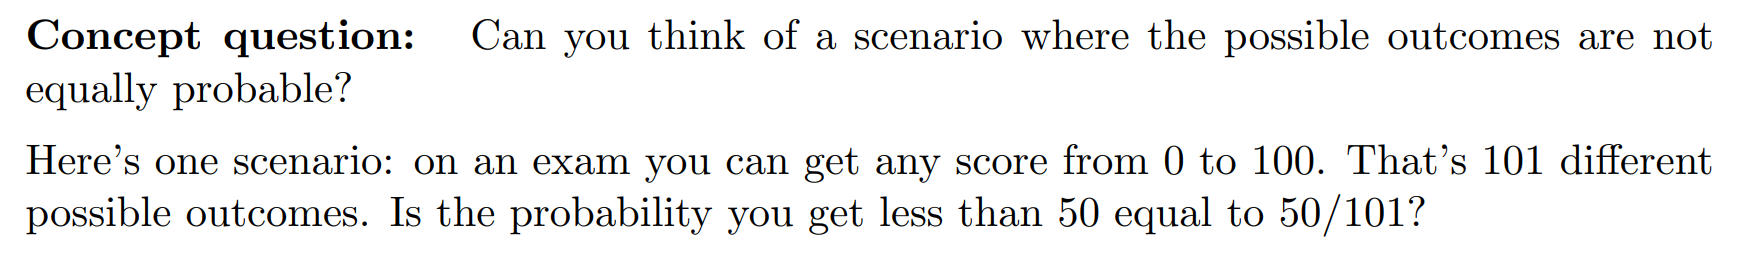 Concept question: Can you think of a scenario where the possible outcomes are not
equally probable?
Here’s one scenario: on an exam you can get any score from 0 to 100. That’s 101 different
possible outcomes. Is the probability you get less than 50 equal to 50/101?